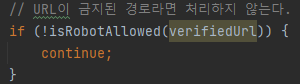 // URL이 금지된 경로라면 처리하지 않는다.
if (!isRobotAllowed(verifiedUrl)) {
    continue;
}